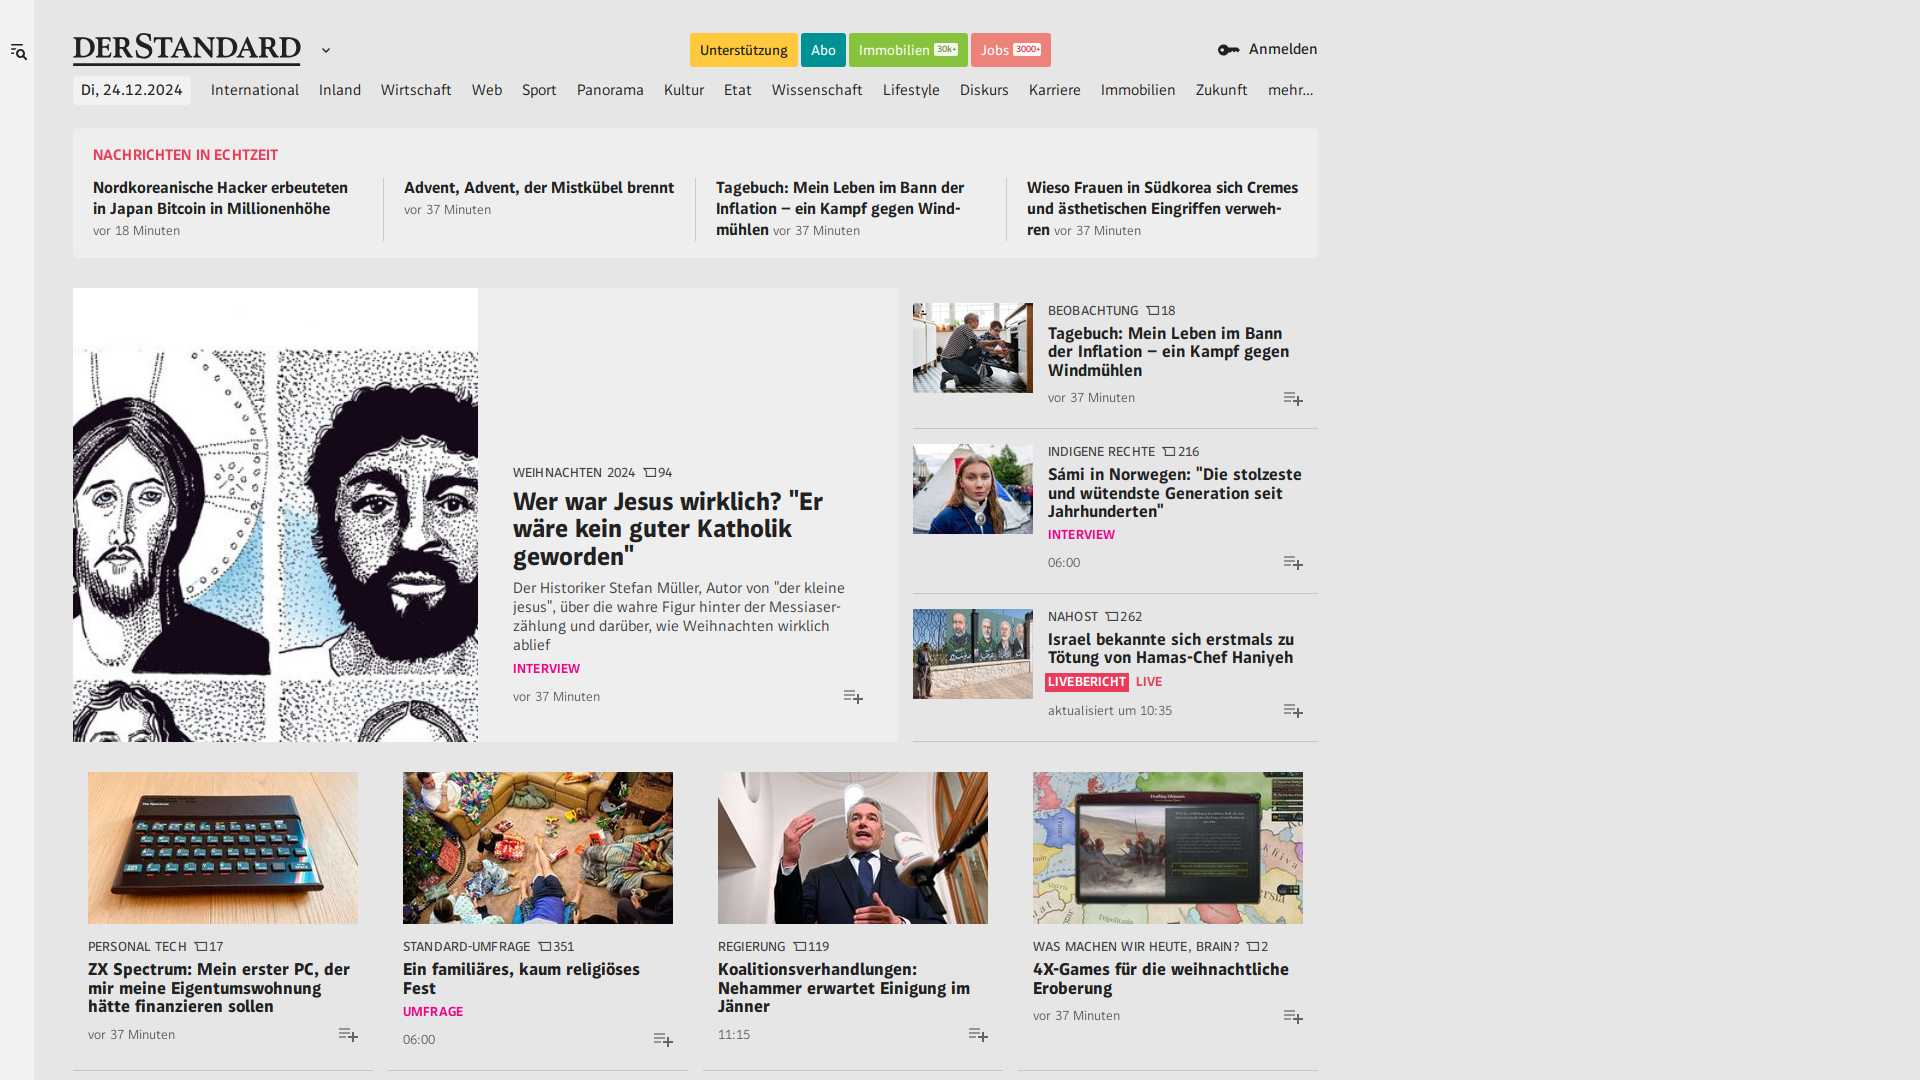 DERSTANDARD
Unterstützung
Abo
Immobilien 30k+
Jobs 3000+
Anmelden
Di, 24.12.2024
International
Inland
Wirtschaft
Web
Sport
Panorama
Kultur
Etat
Wissenschaft
Lifestyle
Diskurs
Karriere
Immobilien
Zukunft
mehr...
NACHRICHTEN IN ECHTZEIT
Nordkoreanische Hacker erbeuteten
in Japan Bitcoin in Millionenhöhe
vor 18 Minuten
Advent, Advent, der Mistkübel brennt
vor 37 Minuten
Tagebuch: Mein Leben im Bann der
Inflation – ein Kampf gegen Wind-
mühlen vor 37 Minuten
Wieso Frauen in Südkorea sich Cremes
und ästhetischen Eingriffen verweh-
ren vor 37 Minuten
WEIHNACHTEN 2024 94
Wer war Jesus wirklich? "Er
wäre kein guter Katholik
geworden"
Der Historiker Stefan Müller, Autor von "der kleine
jesus", über die wahre Figur hinter der Messiaser-
zählung und darüber, wie Weihnachten wirklich
ablief
INTERVIEW
vor 37 Minuten
BEOBACHTUNG 18
Tagebuch: Mein Leben im Bann
der Inflation – ein Kampf gegen
Windmühlen
vor 37 Minuten
INDIGENE RECHTE 216
Sámi in Norwegen: "Die stolzeste
und wütendste Generation seit
Jahrhunderten"
INTERVIEW
06:00
NAHOST 262
Israel bekannte sich erstmals zu
Tötung von Hamas-Chef Haniyeh
LIVEBERICHT LIVE
aktualisiert um 10:35
PERSONAL TECH 17
ZX Spectrum: Mein erster PC, der
mir meine Eigentumswohnung
hätte finanzieren sollen
vor 37 Minuten
STANDARD-UMFRAGE 351
Ein familiäres, kaum religiöses
Fest
UMFRAGE
06:00
REGIERUNG 119
Koalitionsverhandlungen:
Nehammer erwartet Einigung im
Jänner
11:15
WAS MACHEN WIR HEUTE, BRAIN? 2
4X-Games für die weihnachtliche
Eroberung
vor 37 Minuten